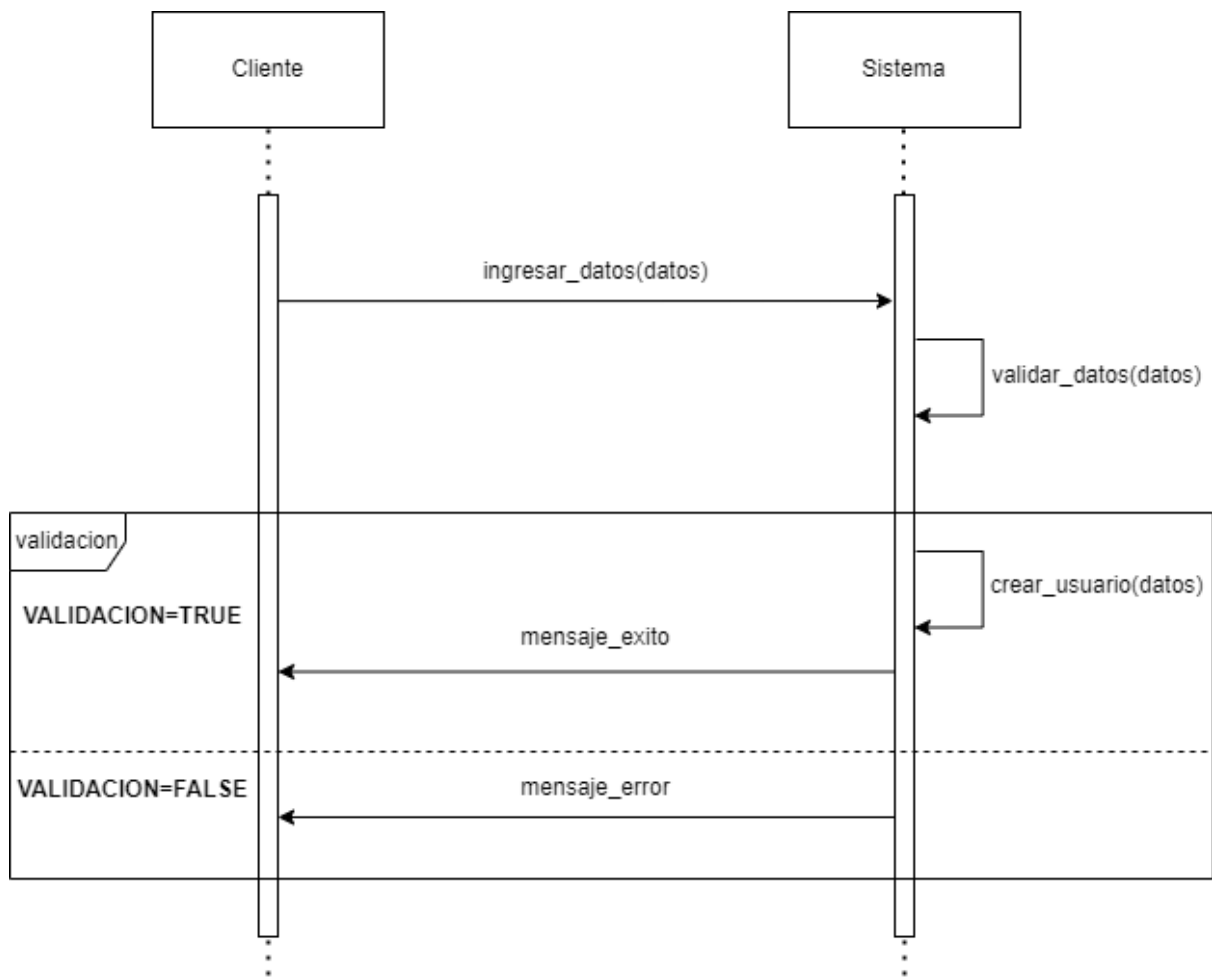 Cliente
Sistema
ingresar_datos(datos)
validar_datos(datos)
validacion
crear_usuario(datos)
VALIDACION=TRUE
mensaje_exito
VALIDACION=FALSE
mensaje_error